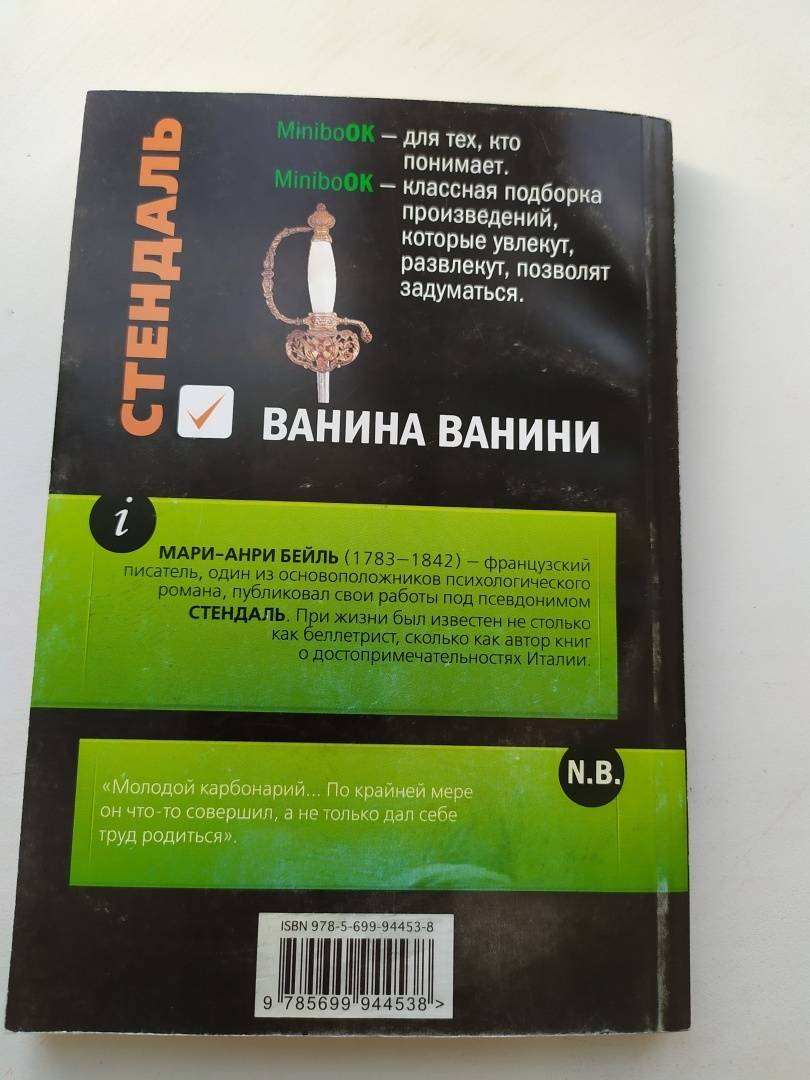 СТЕНДАЛЬ
MiniboOK – для тех, кто
понимает.
MiniboOK – классная подборка
произведений,
которые увлекут,
развлекут, позволят
задуматься.
ВАНИНА ВАНИНИ
i
МАРИ-АНРИ БЕЙЛЬ (1783–1842) – французский
писатель, один из основоположников психологического
романа, публиковал свои работы под псевдонимом
СТЕНДАЛЬ. При жизни был известен не столько
как беллетрист, сколько как автор книг
о достопримечательностях Италии.
N.B.
«Молодой карбонарий... По крайней мере
он что-то совершил, а не только дал себе
труд родиться».
ISBN 978-5-699-94453-8
9 785699 944538 >